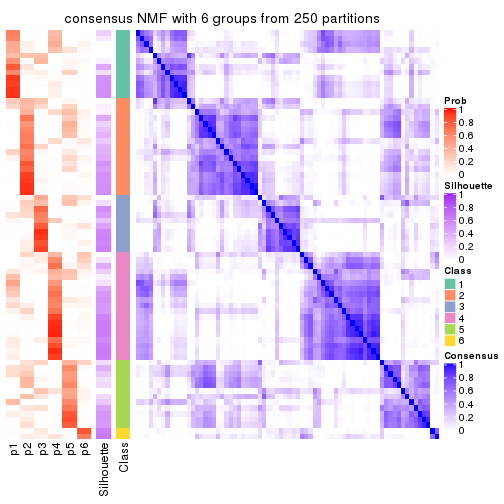 consensus NMF with 6 groups from 250 partitions
Prob
1
0.8
0.6
0.4
0.2
0
Silhouette
1
0.8
0.6
0.4
0.2
0
Class
1
2
3
4
5
6
Consensus
1
0.8
0.6
0.4
0.2
0
p1
p2
p3
p4
p5
p6
Silhouette
Class